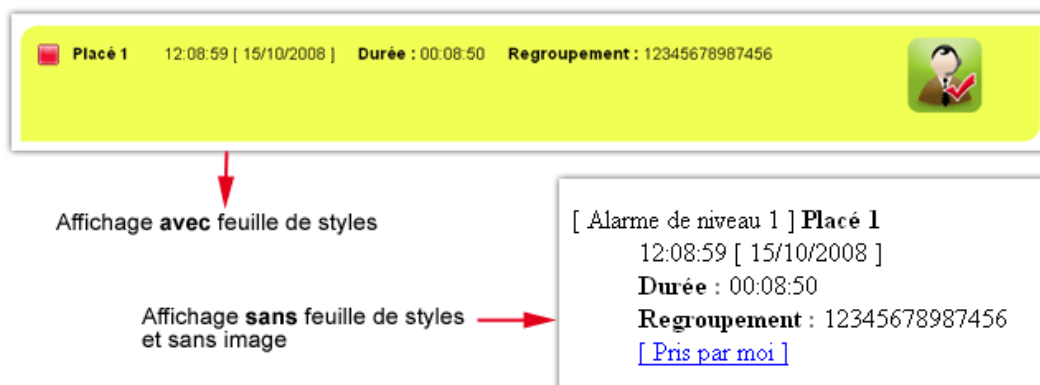 Placé 1 12:08:59 [ 15/10/2008 ] Durée : 00:08:50 Regroupement : 12345678987456
Affichage avec feuille de styles
[ Alarme de niveau 1 ] Placé 1
12:08:59 [ 15/10/2008 ]
Durée : 00:08:50
Regroupement : 12345678987456
[ Pris par moi ]
Affichage sans feuille de styles
et sans image